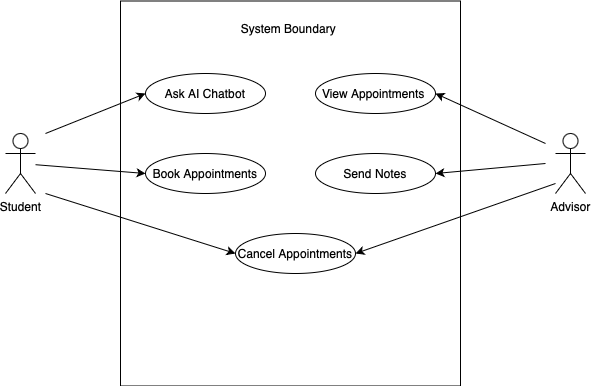 System Boundary
Ask AI Chatbot
View Appointments
Book Appointments
Send Notes
Student
Advisor
Cancel Appointments